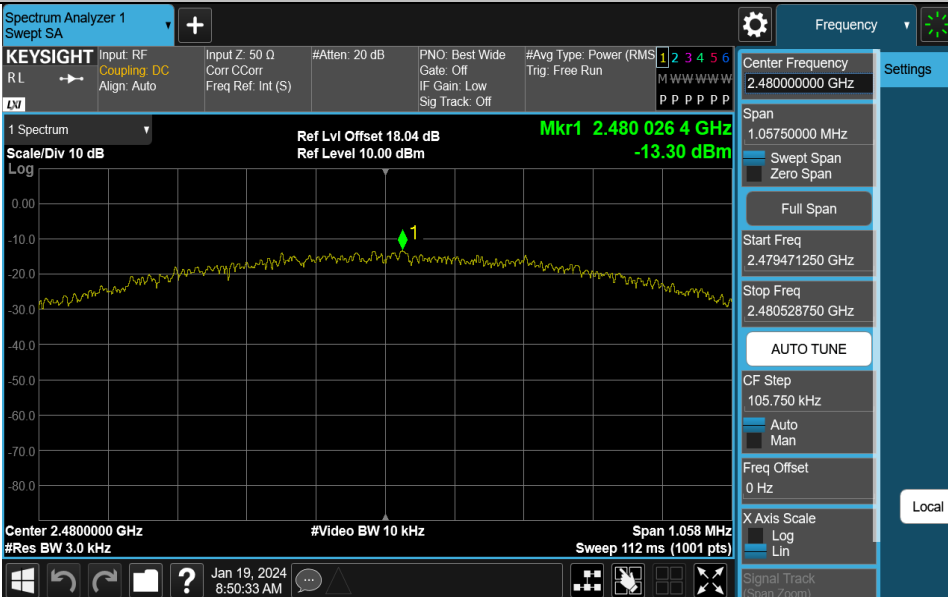 Spectrum Analyzer 1
Swept SA
+
Frequency
KEYSIGHT
R L
LXI
Input: RF
Coupling: DC
Align: Auto
Input Z: 50 Ω
Corr CCorr
Freq Ref: Int (S)
#Atten: 20 dB
PNO: Best Wide
Gate: Off
IF Gain: Low
Sig Track: Off
#Avg Type: Power (RMS
Trig: Free Run
1 2 3 4 5 6
M W W W W W
P P P P P P
1 Spectrum
Scale/Div 10 dB
Log
Ref Lvl Offset 18.04 dB
Ref Level 10.00 dBm
Mkr1 2.480 026 4 GHz
-13.30 dBm
0.00
-10.0
-20.0
-30.0
-40.0
-50.0
-60.0
-70.0
-80.0
1
Center 2.4800000 GHz
#Res BW 3.0 kHz
#Video BW 10 kHz
Span 1.058 MHz
Sweep 112 ms (1001 pts)
Center Frequency
2.480000000 GHz
Span
1.05750000 MHz
Swept Span
Zero Span
Full Span
Start Freq
2.479471250 GHz
Stop Freq
2.480528750 GHz
AUTO TUNE
CF Step
105.750 kHz
Auto
Man
Freq Offset
0 Hz
X Axis Scale
Log
Lin
Signal Track
(Span Zoom)
Settings
Local
?
Jan 19, 2024
8:50:33 AM